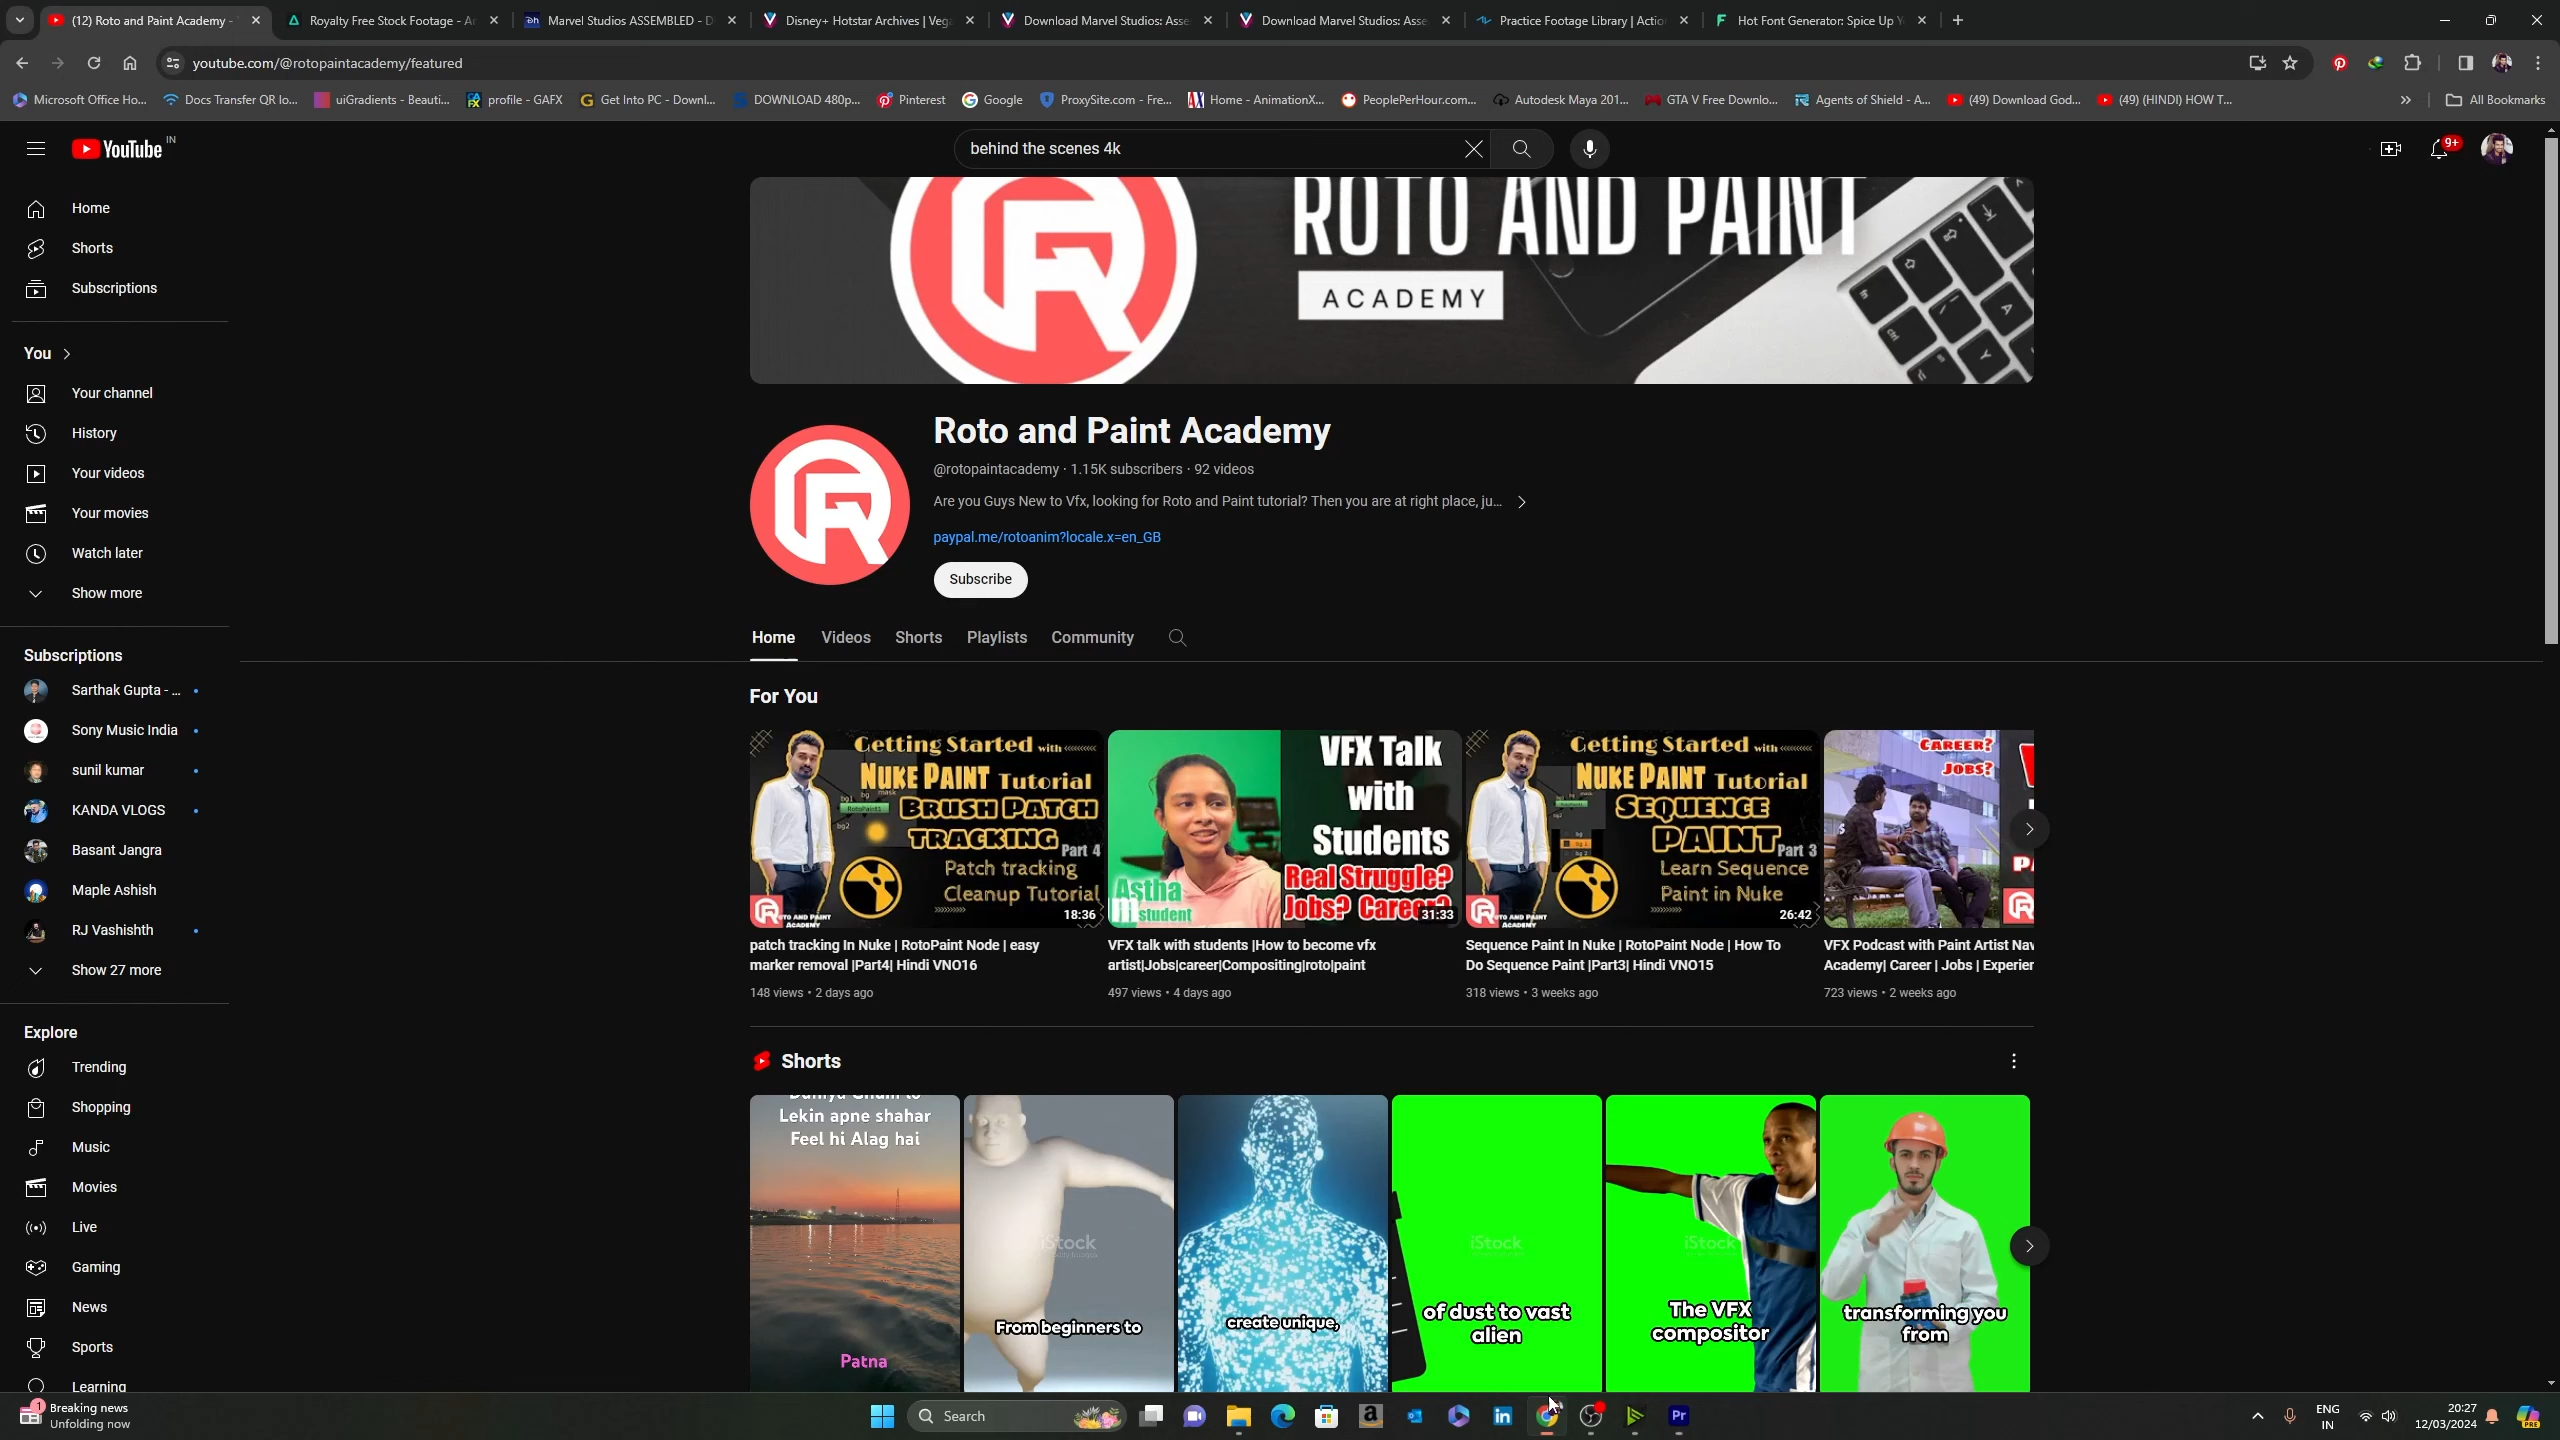 (12) Roto and Paint Academy -
Royalty Free Stock Footage - Ar
Marvel Studios ASSEMBLED - D
Disney+ Hotstar Archives | Vega
Download Marvel Studios: Asse
Download Marvel Studios: Asse
Practice Footage Library | Actio
Hot Font Generator: Spice Up Y
youtube.com/@rotopaintacademy/featured
Microsoft Office Ho...
Docs Transfer QR lo...
uiGradients - Beauti...
profile - GAFX
Get Into PC - Downl...
DOWNLOAD 480p...
Pinterest
Google
ProxySite.com - Fre...
Home - AnimationX...
PeoplePerHour.com...
Autodesk Maya 201...
GTA V Free Downlo...
Agents of Shield - A...
(49) Download God...
(49) (HINDI) HOW T...
All Bookmarks
YouTube IN
behind the scenes 4k
9+
Home
Shorts
Subscriptions
You
Your channel
History
Your videos
Your movies
Watch later
Show more
Subscriptions
Sarthak Gupta - ...
Sony Music India
sunil kumar
KANDA VLOGS
Basant Jangra
Maple Ashish
RJ Vashishth
Show 27 more
Explore
Trending
Shopping
Music
Movies
Live
Gaming
News
Sports
Learning
ROTO AND PAINT
ACADEMY
Roto and Paint Academy
@rotopaintacademy · 1.15K subscribers · 92 videos
Are you Guys New to Vfx, looking for Roto and Paint tutorial? Then you are at right place, ju...
paypal.me/rotoanim?locale.x=en_GB
Subscribe
Home
Videos
Shorts
Playlists
Community
For You
Getting Started with
NUKE PAINT Tutorial
BRUSH PATCH
TRACKING Part 4
Patch tracking
Cleanup Tutorial
ROTO AND PAINT
ACADEMY
18:36
patch tracking In Nuke | RotoPaint Node | easy
marker removal |Part4| Hindi VNO16
148 views • 2 days ago
VFX Talk
with
Students
Real Struggle?
Jobs? Career?
Astha
student
31:33
VFX talk with students |How to become vfx
artist|Jobs|career|Compositing|roto|paint
497 views • 4 days ago
Getting Started with
NUKE PAINT Tutorial
SEQUENCE
PAINT Part 3
Learn Sequence
Paint in Nuke
ROTO AND PAINT
ACADEMY
26:42
Sequence Paint In Nuke | RotoPaint Node | How To
Do Sequence Paint |Part3| Hindi VNO15
318 views • 3 weeks ago
CAREER?
JOBS?
VFX Podcast with Paint Artist Nav
Academy| Career | Jobs | Experien
723 views • 2 weeks ago
Shorts
Lekin apne shahar
Feel hi Alag hai
Patna
iStock
From beginners to
create unique,
iStock
of dust to vast
alien
iStock
The VFX
compositor
transforming you
from
1
Breaking news
Unfolding now
Search
Pr
ENG
IN
20:27
12/03/2024